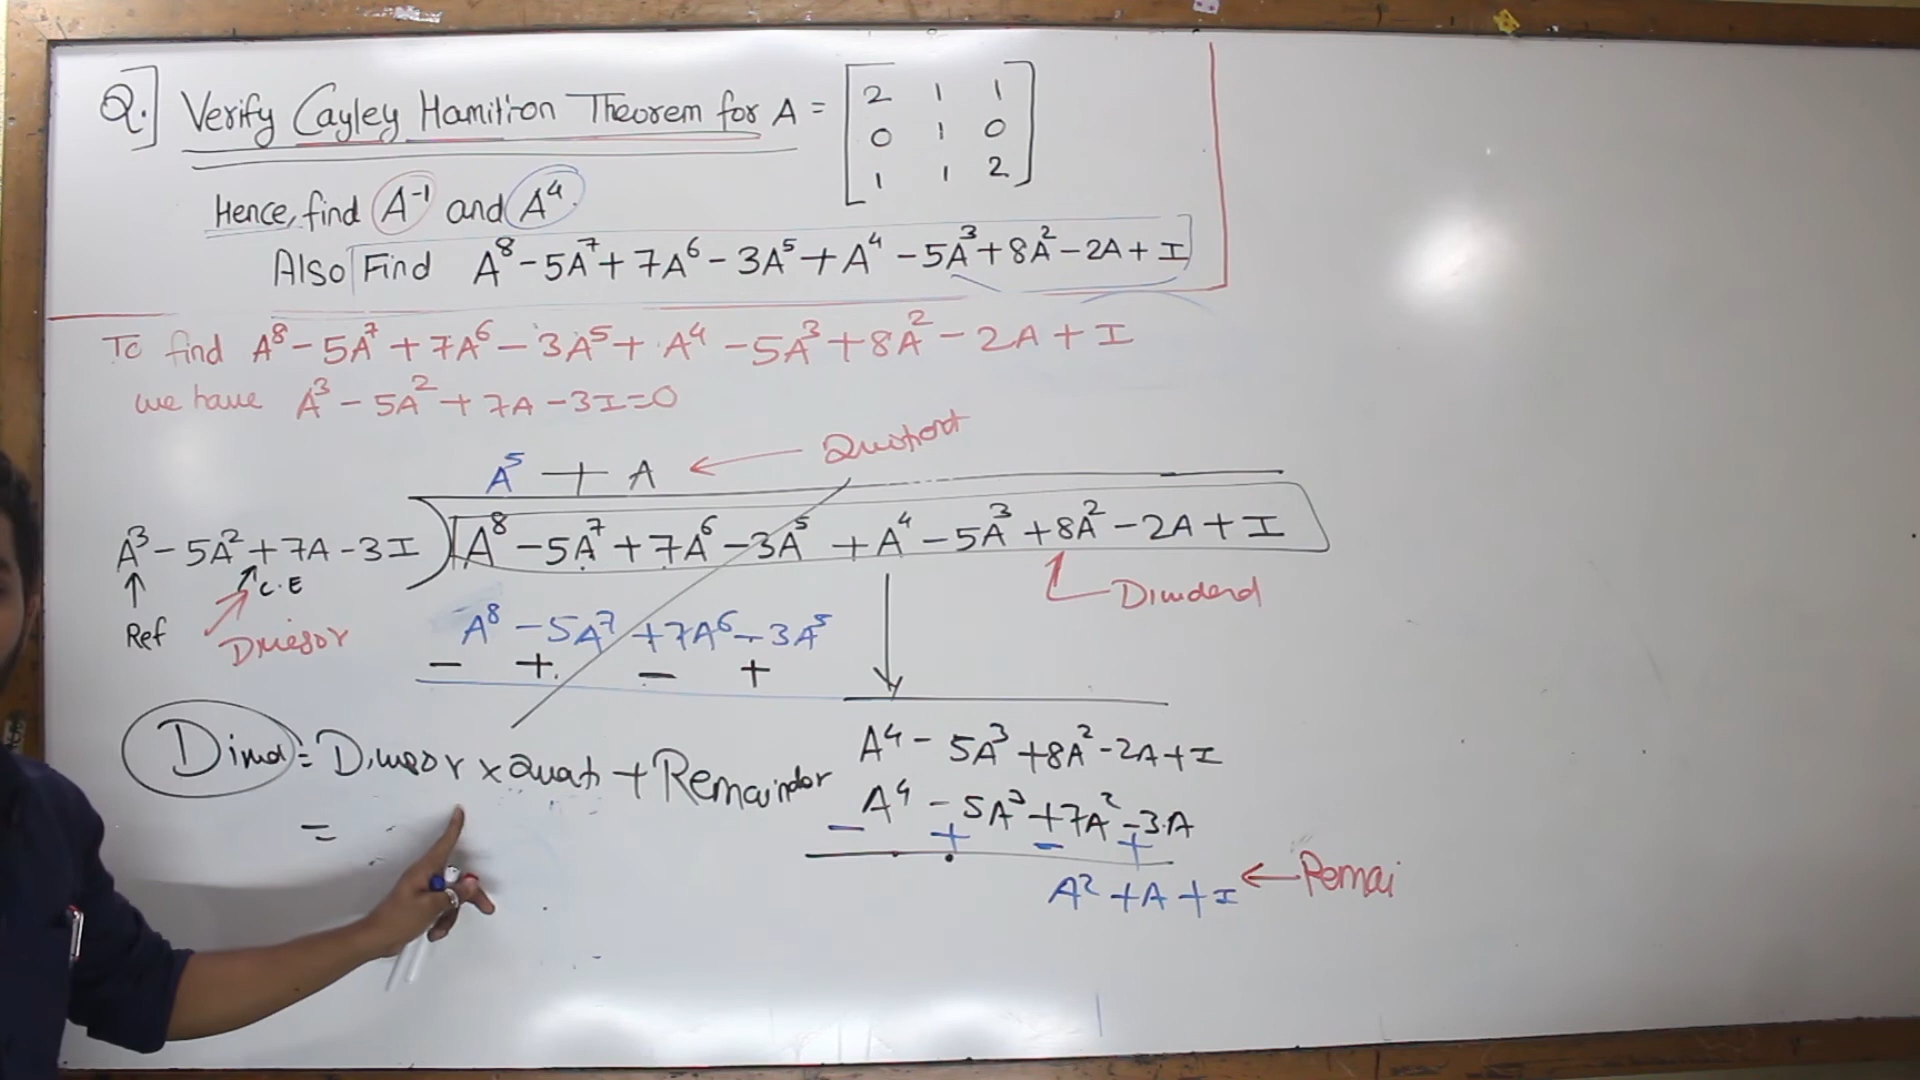 Q.] Verify Cayley Hamiltion Theorem for A = [2 1 1
0 1 0
1 1 2]
Hence, find A⁻¹ and A⁴.
Also Find A⁸ - 5A⁷ + 7A⁶ - 3A⁵ + A⁴ - 5A³ + 8A² - 2A + I
To find A⁸ - 5A⁷ + 7A⁶ - 3A⁵ + A⁴ - 5A³ + 8A² - 2A + I
we have A³ - 5A² + 7A - 3I = 0
A⁵ + A ← Quotient
A³ - 5A² + 7A - 3I ) A⁸ - 5A⁷ + 7A⁶ - 3A⁵ + A⁴ - 5A³ + 8A² - 2A + I
↑ Ref
C.E
Diviesor
Dividend
A⁸ - 5A⁷ + 7A⁶ - 3A⁵
- + - +
Divid = Divisor x Quoti + Remainder
=
A⁴ - 5A³ + 8A² - 2A + I
A⁴ - 5A³ + 7A² - 3A
- + - +
A² + A + I ← Remai